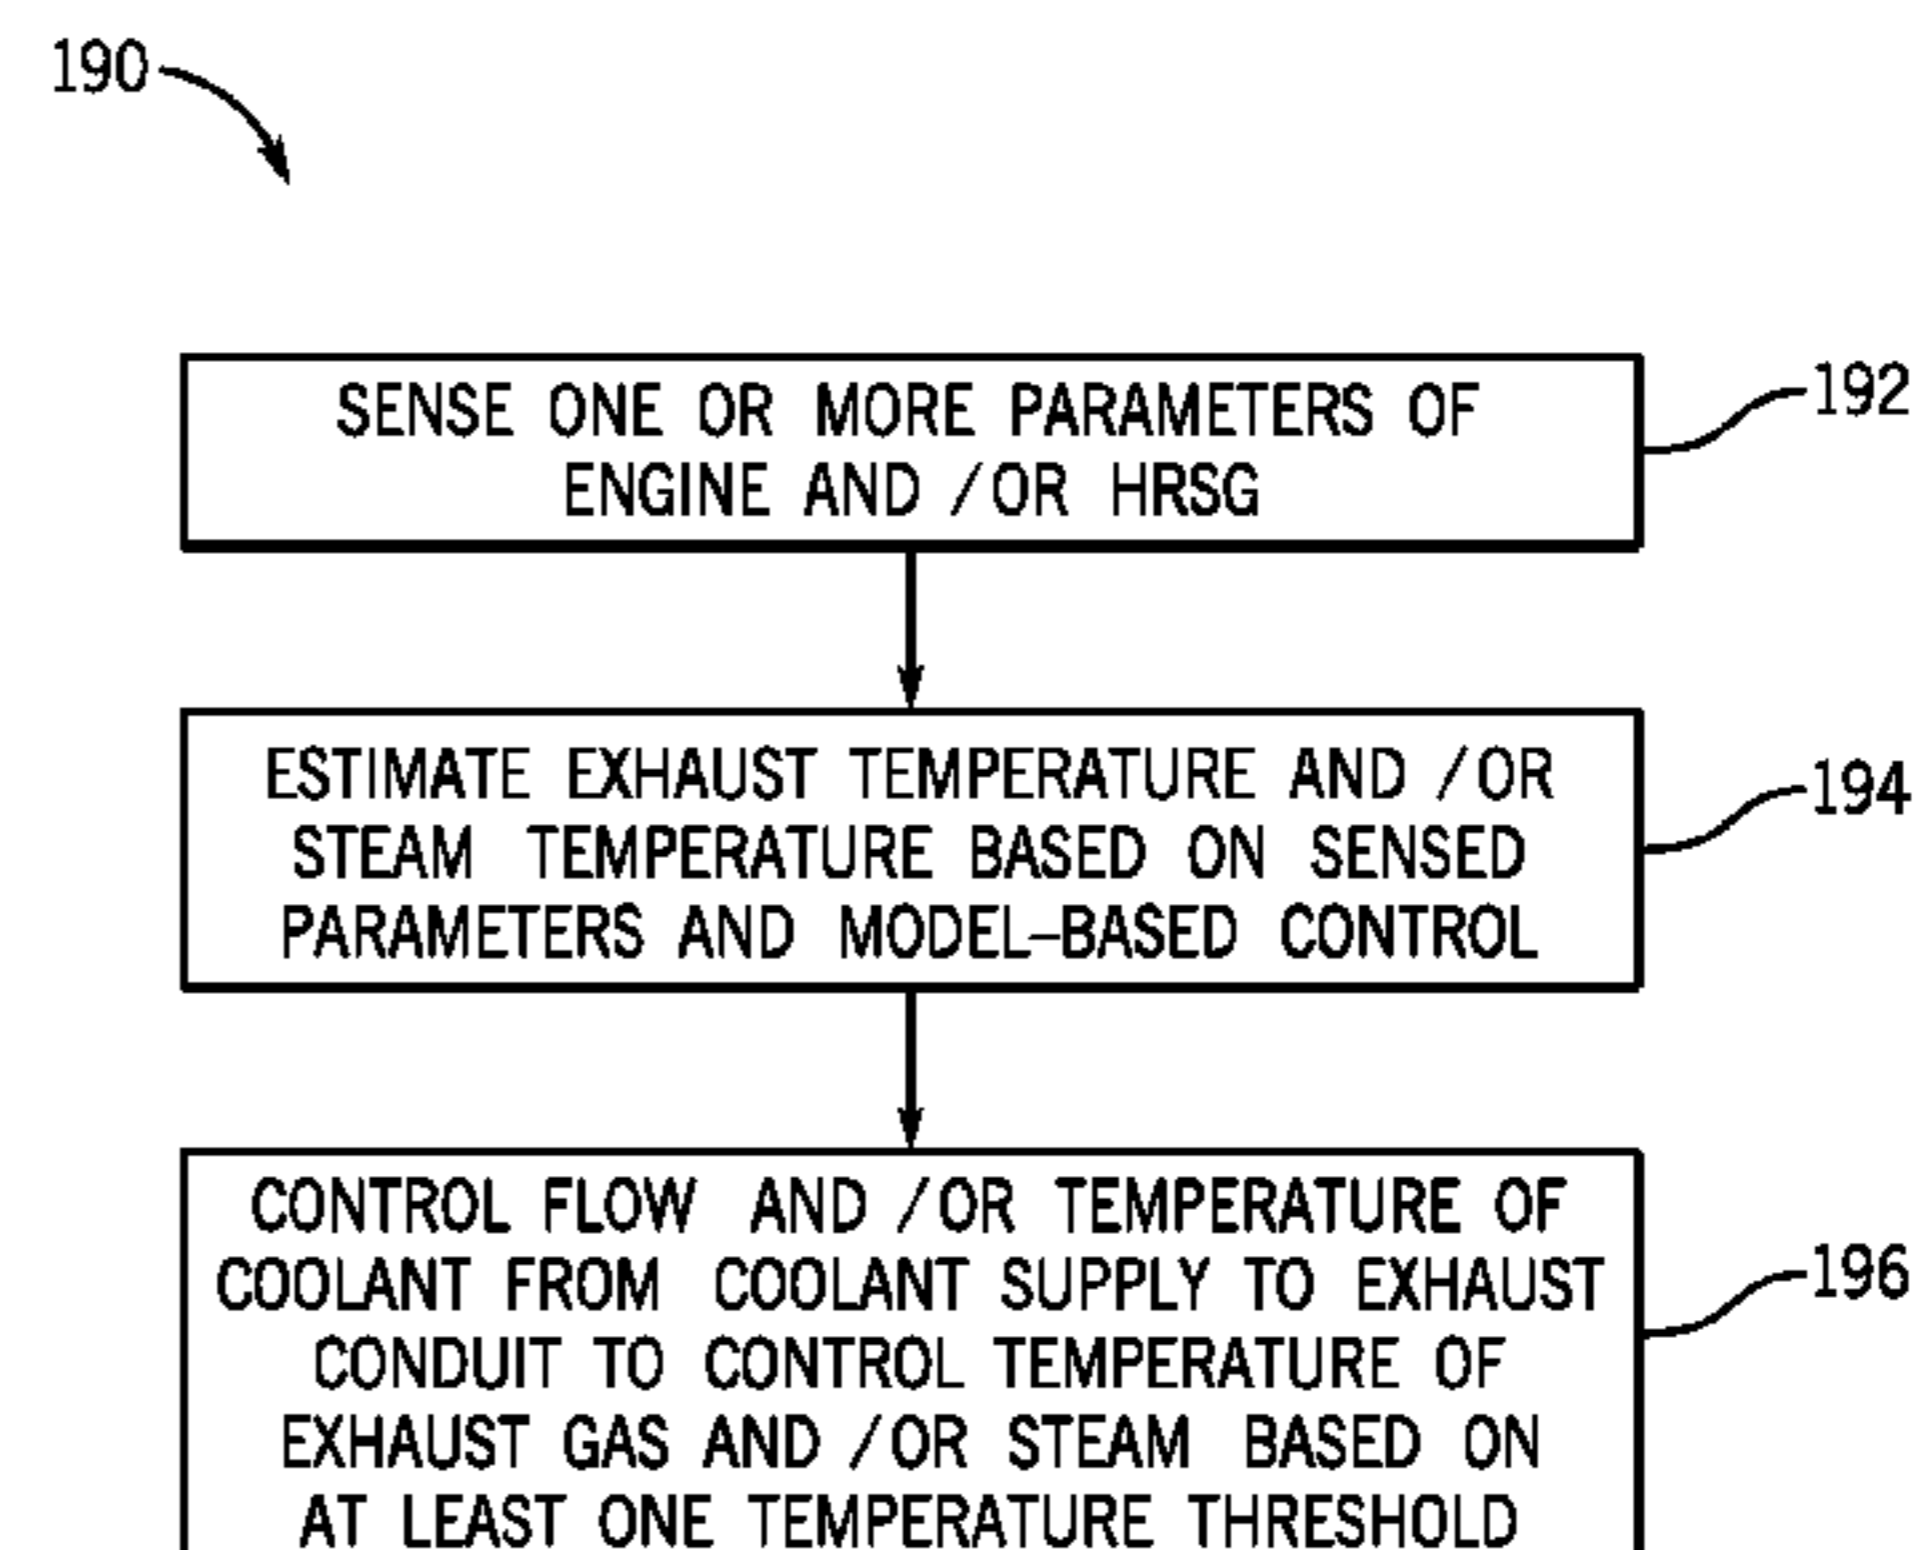 190
SENSE ONE OR MORE PARAMETERS OF
ENGINE AND /OR HRSG
192
ESTIMATE EXHAUST TEMPERATURE AND /OR
STEAM TEMPERATURE BASED ON SENSED
PARAMETERS AND MODEL-BASED CONTROL
194
CONTROL FLOW AND /OR TEMPERATURE OF
COOLANT FROM COOLANT SUPPLY TO EXHAUST
CONDUIT TO CONTROL TEMPERATURE OF
EXHAUST GAS AND /OR STEAM BASED ON
AT LEAST ONE TEMPERATURE THRESHOLD
196